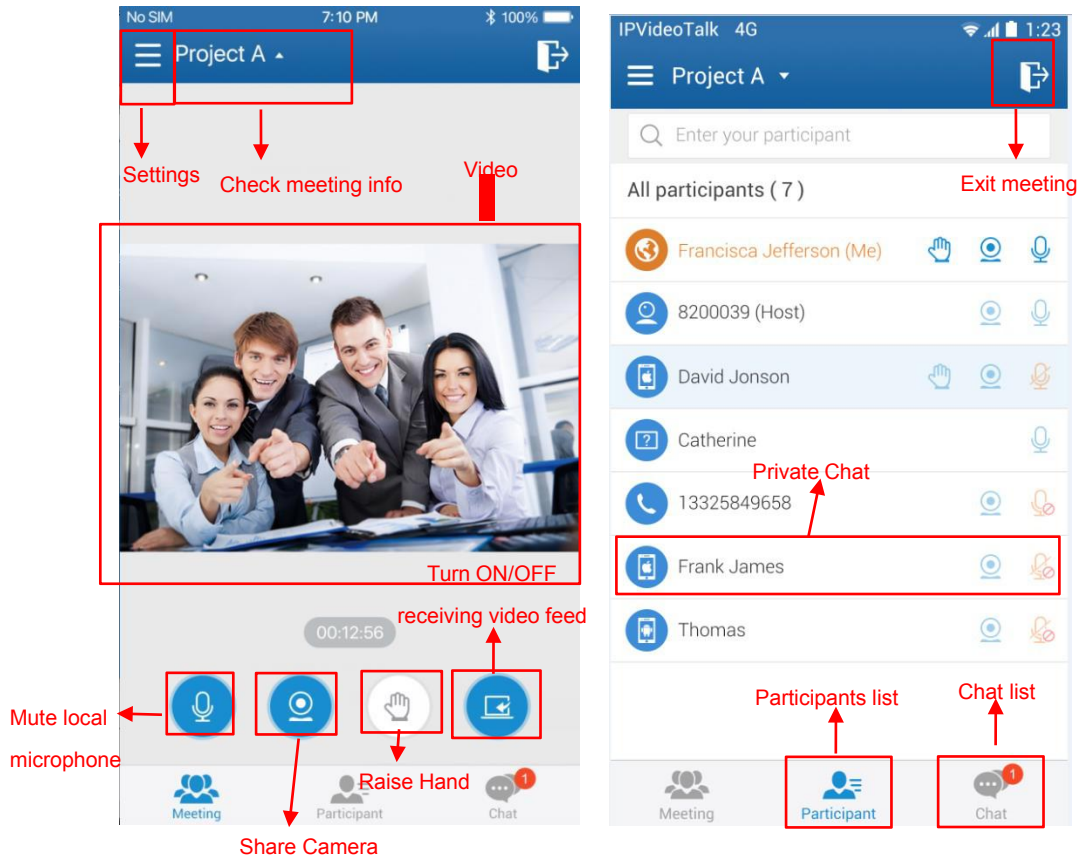 No SIM 7:10 PM 100%
Project A
Settings
Check meeting info
Video
Turn ON/OFF
receiving video feed
00:12:56
Mute local
microphone
Raise Hand
1
Meeting
Participant
Chat
Share Camera
IPVideoTalk 4G 1:23
Project A
Enter your participant
Exit meeting
All participants ( 7 )
Francisca Jefferson (Me)
8200039 (Host)
David Jonson
Catherine
Private Chat
13325849658
Frank James
Thomas
Participants list
Chat list
1
Meeting
Participant
Chat